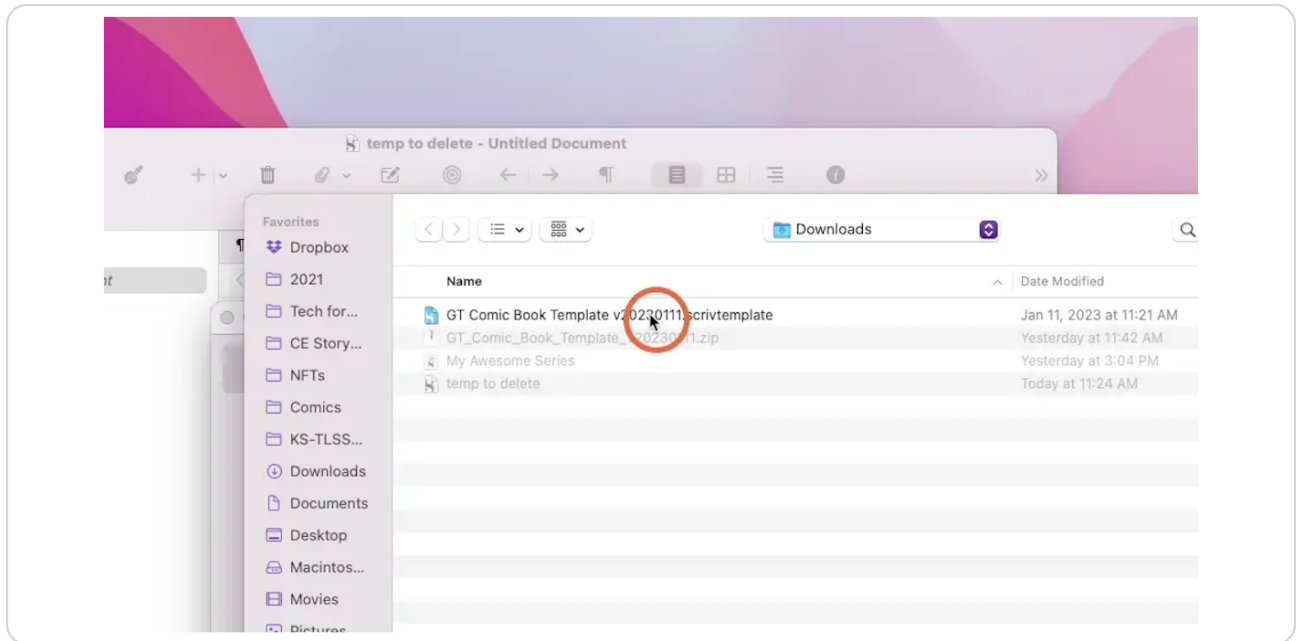 temp to delete - Untitled Document
Favorites
Dropbox
2021
Tech for...
CE Story...
NFTs
Comics
KS-TLSS...
Downloads
Documents
Desktop
Macintos...
Movies
Pictures
Downloads
Name Date Modified
GT Comic Book Template v20230111.scrivtemplate Jan 11, 2023 at 11:21 AM
GT_Comic_Book_Template_v20230111.zip Yesterday at 11:42 AM
My Awesome Series Yesterday at 3:04 PM
temp to delete Today at 11:24 AM